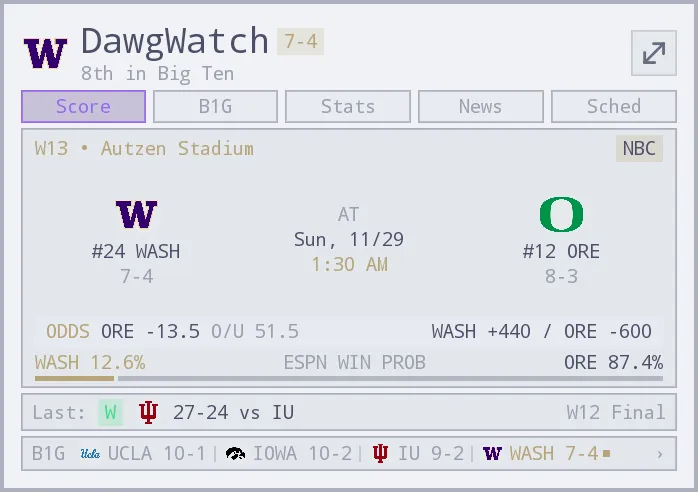 W DawgWatch 7-4
8th in Big Ten
Score B1G Stats News Sched
W13 • Autzen Stadium NBC
W AT O
#24 WASH Sun, 11/29 #12 ORE
7-4 1:30 AM 8-3
ODDS ORE -13.5 O/U 51.5 WASH +440 / ORE -600
WASH 12.6% ESPN WIN PROB ORE 87.4%
Last: W 27-24 vs IU W12 Final
B1G Ucla UCLA 10-1 | IOWA 10-2 | IU 9-2 | W WASH 7-4 ▪ ›